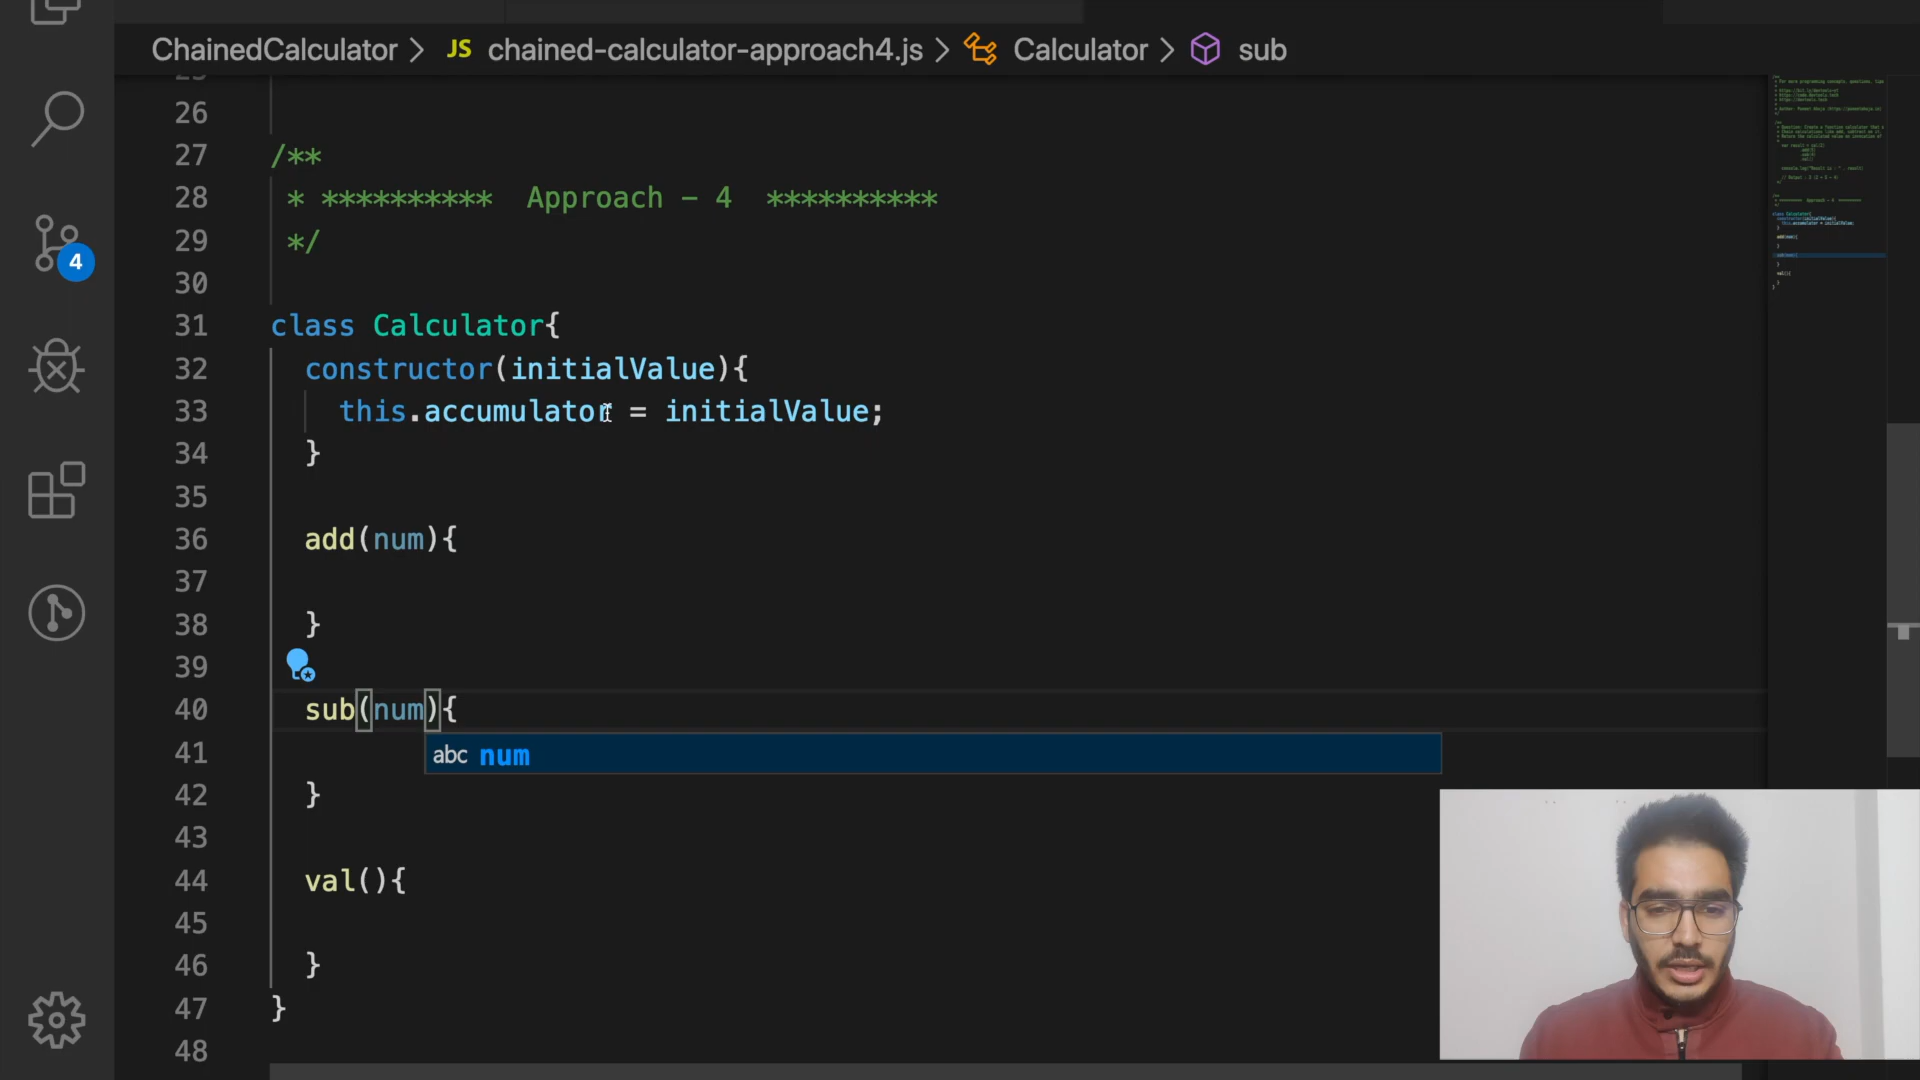 ChainedCalculator > JS chained-calculator-approach4.js > Calculator > sub
26
27 /**
28 * ********** Approach - 4 **********
29 */
30
31 class Calculator{
32 constructor(initialValue){
33 this.accumulator = initialValue;
34 }
35
36 add(num){
37
38 }
39
40 sub(num){
41 abc num
42 }
43
44 val(){
45
46 }
47 }
48
4